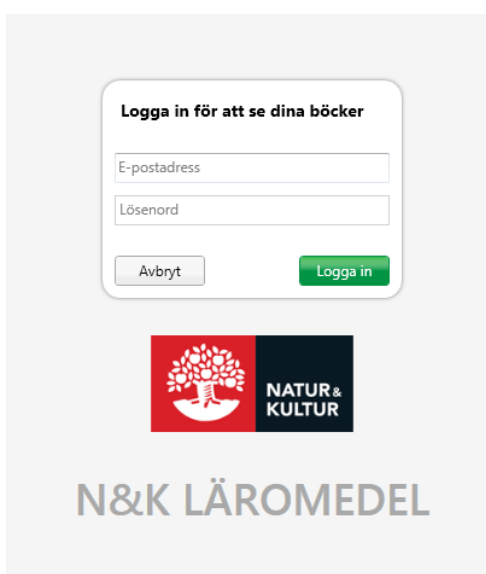 Logga in för att se dina böcker
E-postadress
Lösenord
Avbryt
Logga in
NATUR&
KULTUR
N&K LÄROMEDEL